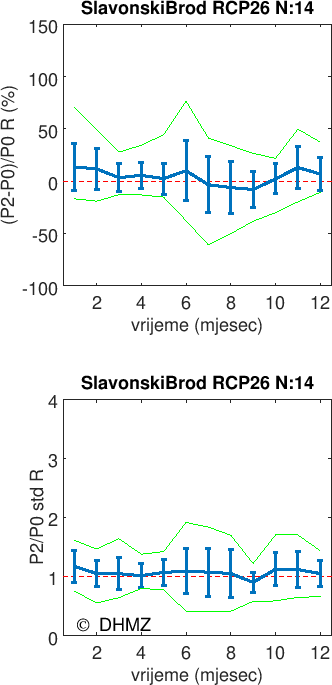 SlavonskiBrod RCP26 N:14
150
100
50
0
-50
-100
(P2-P0)/P0 R (%)
2 4 6 8 10 12
vrijeme (mjesec)
SlavonskiBrod RCP26 N:14
4
3
2
1
0
P2/P0 std R
© DHMZ
2 4 6 8 10 12
vrijeme (mjesec)